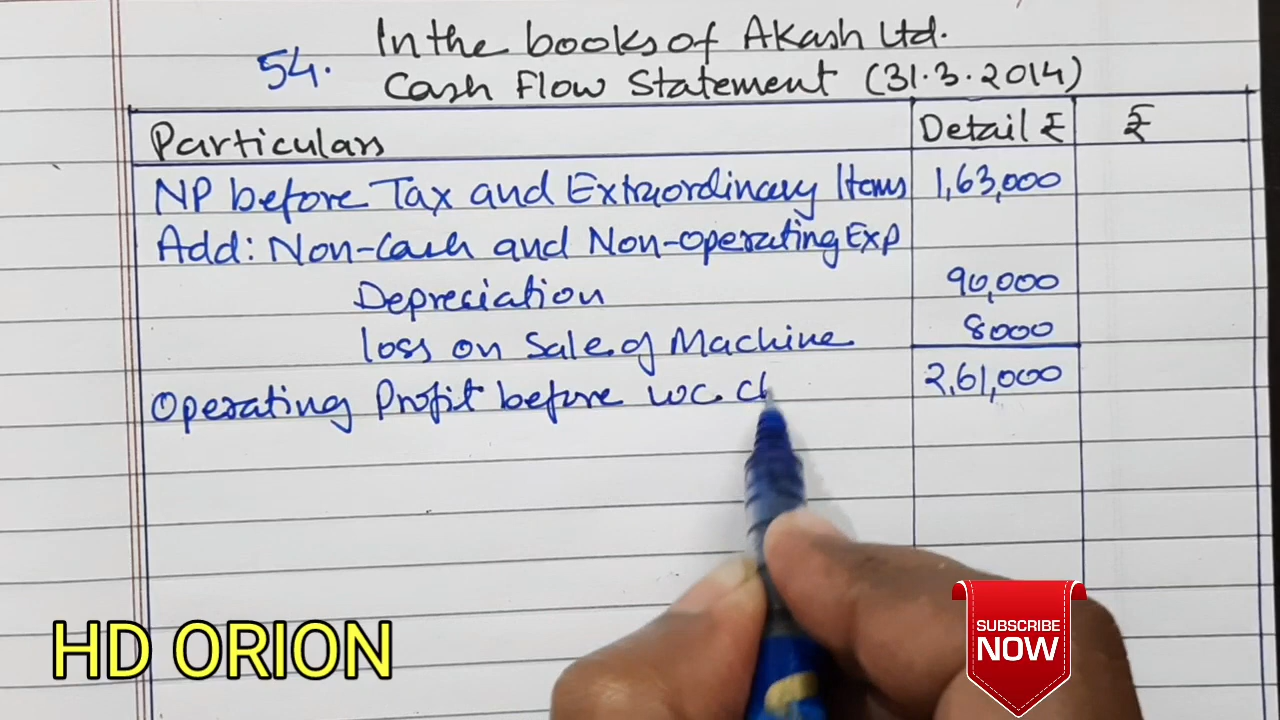 In the books of Akash Ltd.
54.
Cash Flow Statement (31.3.2014)
Particulars Detail ₹ ₹
NP before Tax and Extraordinary Items 1,63,000
Add: Non-Cash and Non-operating Exp
Depreciation 90,000
loss on Sale of Machine 8000
Operating Profit before WC. Ch 2,61,000
HD ORION
SUBSCRIBE
NOW